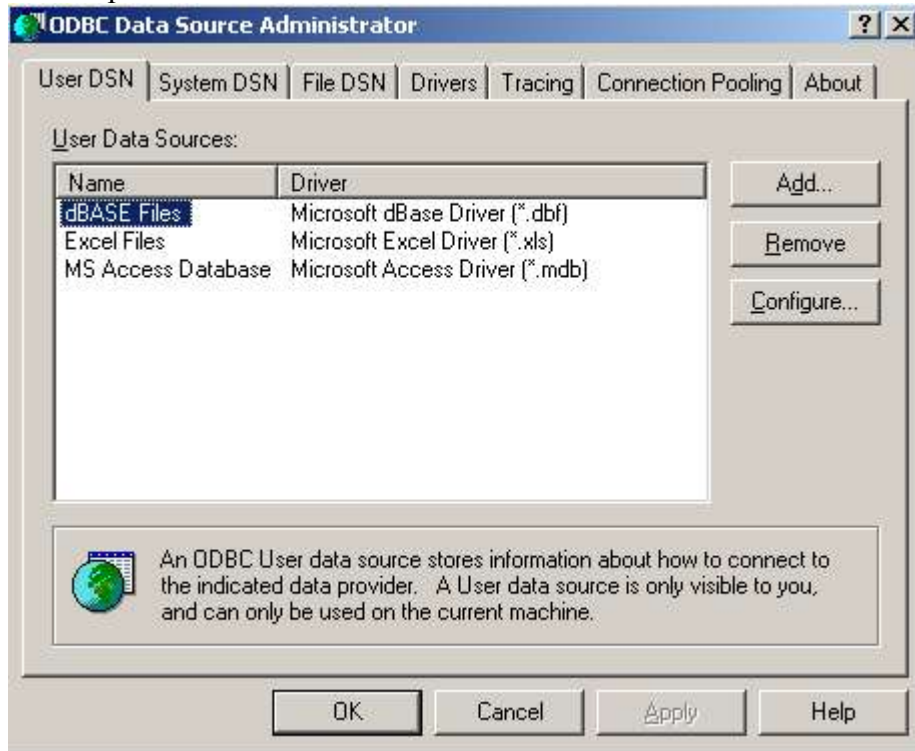 ODBC Data Source Administrator
User DSN System DSN File DSN Drivers Tracing Connection Pooling About
User Data Sources:
Name Driver
dBASE Files Microsoft dBase Driver (*.dbf)
Excel Files Microsoft Excel Driver (*.xls)
MS Access Database Microsoft Access Driver (*.mdb)
Add...
Remove
Configure...
An ODBC User data source stores information about how to connect to
the indicated data provider. A User data source is only visible to you,
and can only be used on the current machine.
OK Cancel Apply Help